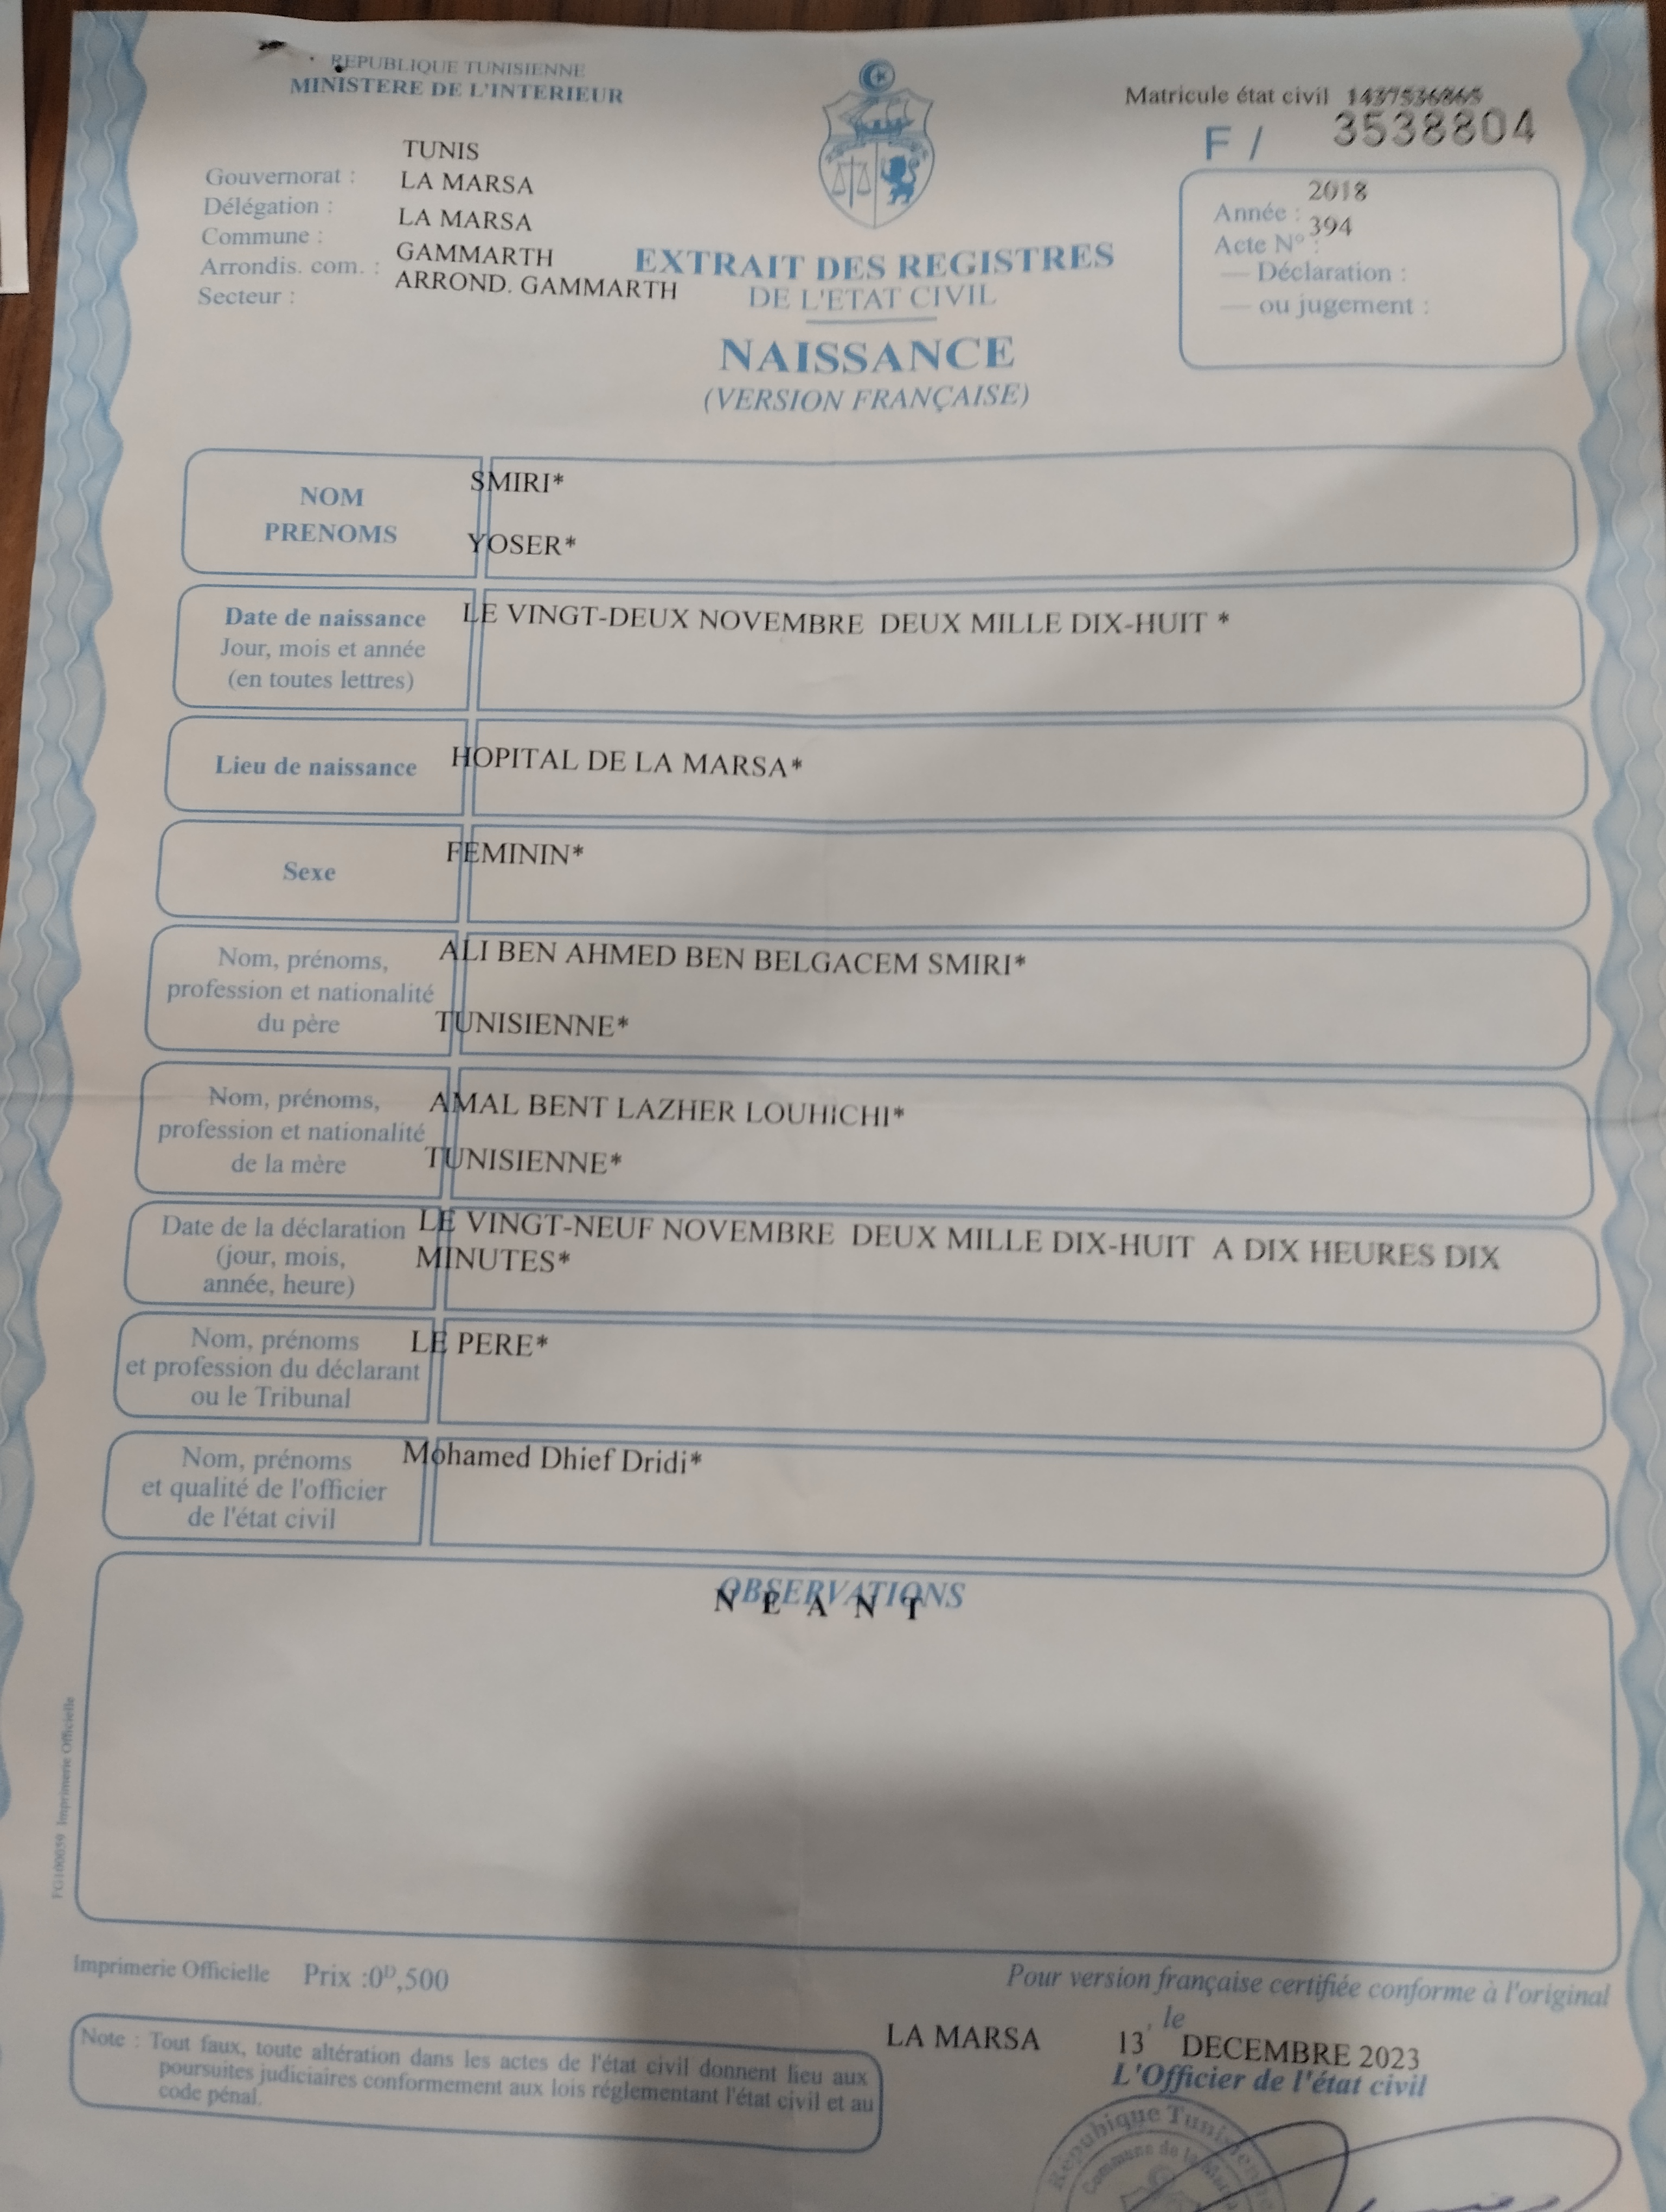 REPUBLIQUE TUNISIENNE
MINISTERE DE L'INTERIEUR
Matricule état civil
F / 3538804
TUNIS
Gouvernorat : LA MARSA
Délégation : LA MARSA
Commune : GAMMARTH
Arrondis. com. : ARROND. GAMMARTH
Secteur :
2018
Année : 394
Acte N° :
— Déclaration :
— ou jugement :
EXTRAIT DES REGISTRES
DE L'ETAT CIVIL
NAISSANCE
(VERSION FRANÇAISE)
NOM SMIRI*
PRENOMS YOSER*
Date de naissance LE VINGT-DEUX NOVEMBRE DEUX MILLE DIX-HUIT *
Jour, mois et année
(en toutes lettres)
Lieu de naissance HOPITAL DE LA MARSA*
Sexe FEMININ*
Nom, prénoms, ALI BEN AHMED BEN BELGACEM SMIRI*
profession et nationalité
du père TUNISIENNE*
Nom, prénoms, AMAL BENT LAZHER LOUHICHI*
profession et nationalité
de la mère TUNISIENNE*
Date de la déclaration LE VINGT-NEUF NOVEMBRE DEUX MILLE DIX-HUIT A DIX HEURES DIX
(jour, mois, MINUTES*
année, heure)
Nom, prénoms LE PERE*
et profession du déclarant
ou le Tribunal
Nom, prénoms Mohamed Dhief Dridi*
et qualité de l'officier
de l'état civil
OBSERVATIONS
N E A N T
FG100059 Imprimerie Officielle
Imprimerie Officielle Prix :0ᴰ,500
Pour version française certifiée conforme à l'original
, le
LA MARSA 13 DECEMBRE 2023
L'Officier de l'état civil
Note : Tout faux, toute altération dans les actes de l'état civil donnent lieu aux
poursuites judiciaires conformement aux lois réglementant l'état civil et au
code pénal.
République Tunisienne
Commune de la Marsa